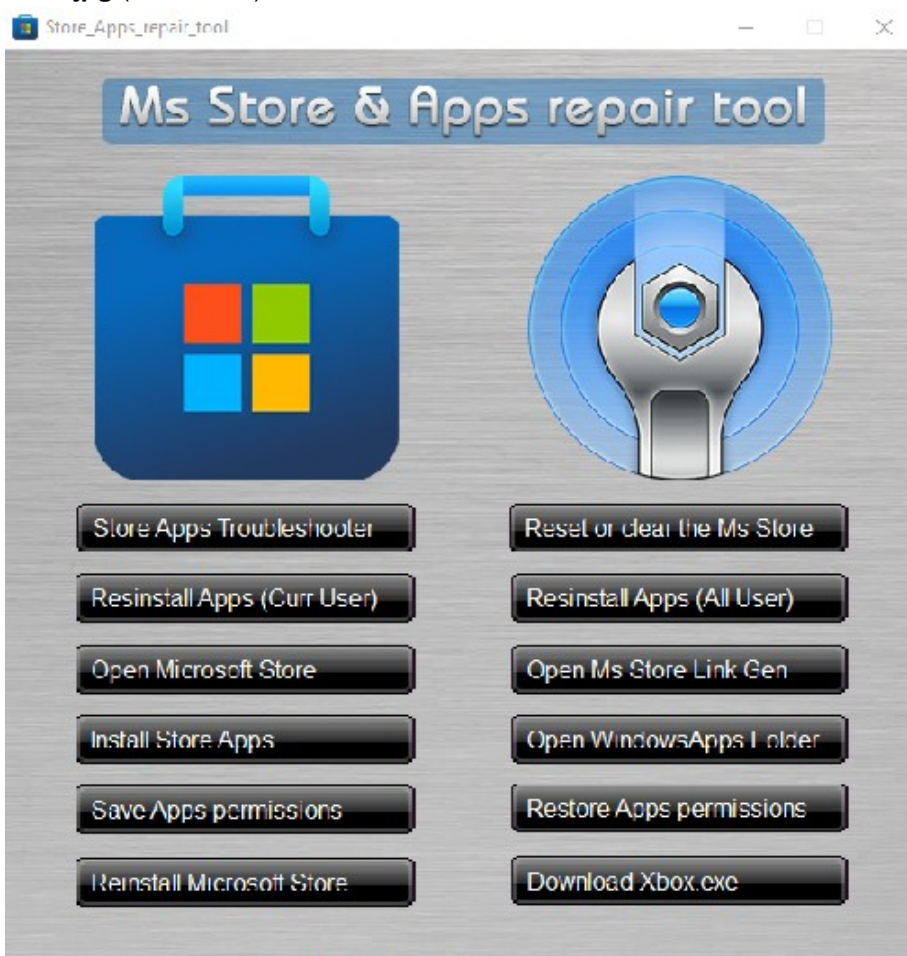 Store_Apps_repair_tool
Ms Store & Apps repair tool
Store Apps Troubleshooter
Reset or clear the Ms Store
Resinstall Apps (Curr User)
Resinstall Apps (All User)
Open Microsoft Store
Open Ms Store Link Gen
Install Store Apps
Open WindowsApps Folder
Save Apps permissions
Restore Apps permissions
Reinstall Microsoft Store
Download Xbox.exe